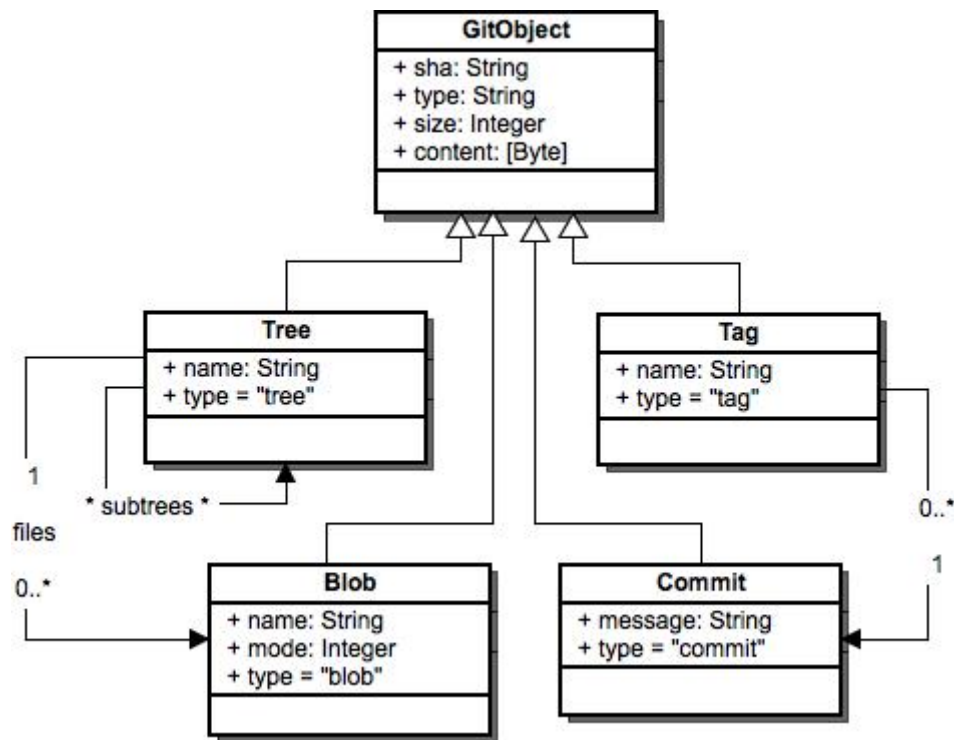 GitObject
+ sha: String
+ type: String
+ size: Integer
+ content: [Byte]
Tree
+ name: String
+ type = "tree"
Tag
+ name: String
+ type = "tag"
1
* subtrees *
files
0..*
0..*
1
Blob
+ name: String
+ mode: Integer
+ type = "blob"
Commit
+ message: String
+ type = "commit"